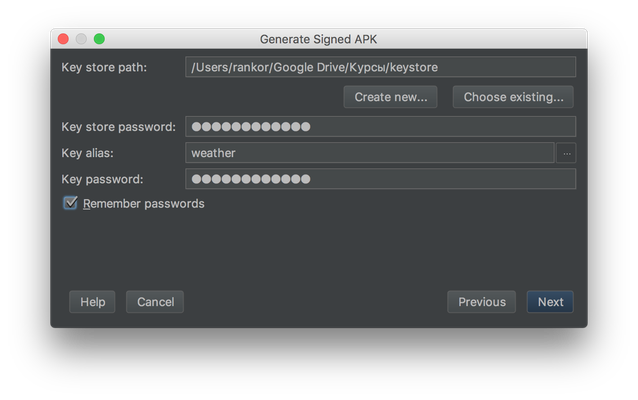 Generate Signed APK
Key store path: /Users/rankor/Google Drive/Курсы/keystore
Create new... Choose existing...
Key store password: ●●●●●●●●●●●●
Key alias: weather ...
Key password: ●●●●●●●●●●●●
Remember passwords
Help Cancel Previous Next